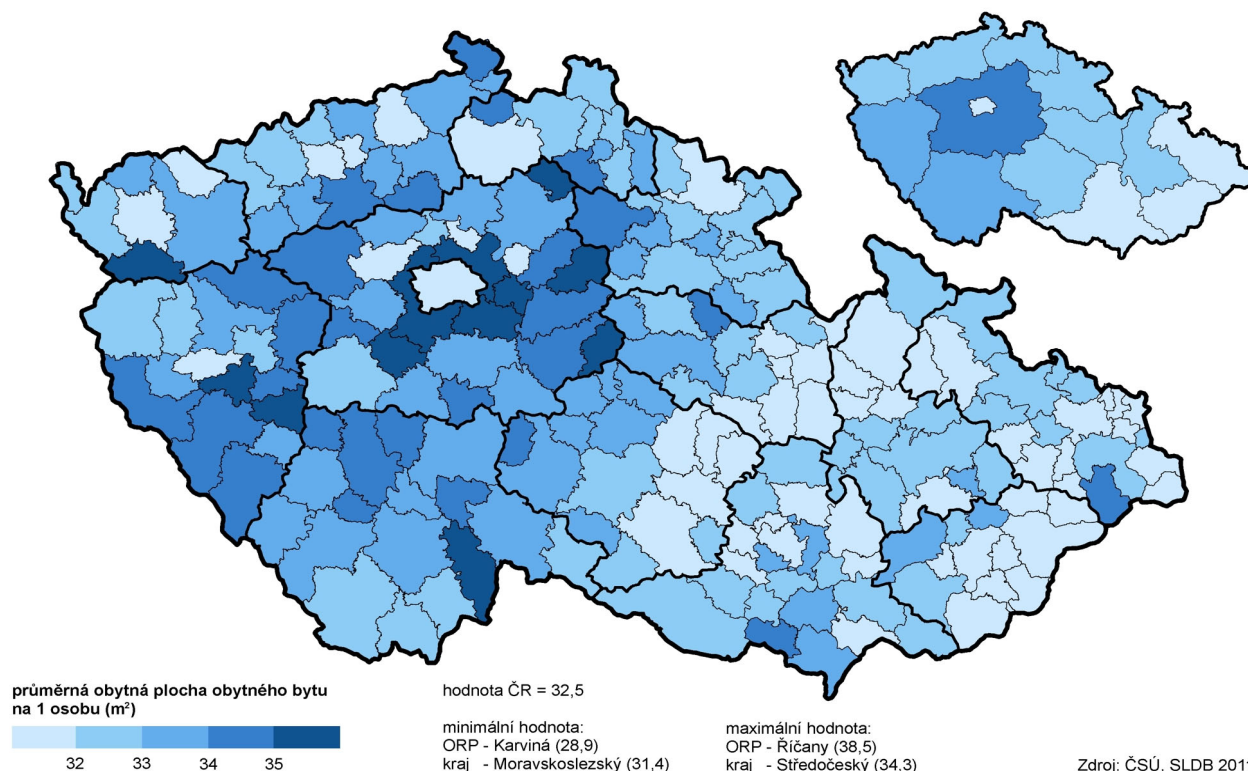 průměrná obytná plocha obytného bytu
na 1 osobu (m²)
32 33 34 35
hodnota ČR = 32,5
minimální hodnota:
ORP - Karviná (28,9)
kraj - Moravskoslezský (31,4)
maximální hodnota:
ORP - Říčany (38,5)
kraj - Středočeský (34,3)
Zdroj: ČSÚ, SLDB 201